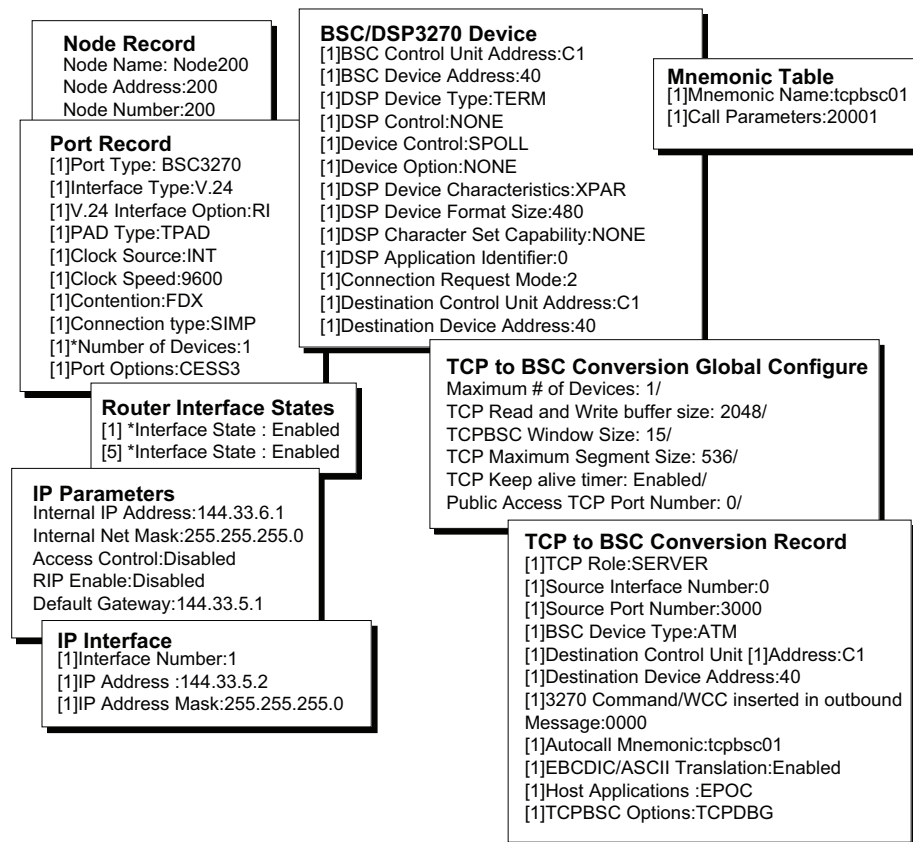 Node Record
Node Name: Node200
Node Address:200
Node Number:200
Port Record
[1]Port Type: BSC3270
[1]Interface Type:V.24
[1]V.24 Interface Option:RI
[1]PAD Type:TPAD
[1]Clock Source:INT
[1]Clock Speed:9600
[1]Contention:FDX
[1]Connection type:SIMP
[1]*Number of Devices:1
[1]Port Options:CESS3
BSC/DSP3270 Device
[1]BSC Control Unit Address:C1
[1]BSC Device Address:40
[1]DSP Device Type:TERM
[1]DSP Control:NONE
[1]Device Control:SPOLL
[1]Device Option:NONE
[1]DSP Device Characteristics:XPAR
[1]DSP Device Format Size:480
[1]DSP Character Set Capability:NONE
[1]DSP Application Identifier:0
[1]Connection Request Mode:2
[1]Destination Control Unit Address:C1
[1]Destination Device Address:40
Mnemonic Table
[1]Mnemonic Name:tcpbsc01
[1]Call Parameters:20001
Router Interface States
[1] *Interface State : Enabled
[5] *Interface State : Enabled
IP Parameters
Internal IP Address:144.33.6.1
Internal Net Mask:255.255.255.0
Access Control:Disabled
RIP Enable:Disabled
Default Gateway:144.33.5.1
IP Interface
[1]Interface Number:1
[1]IP Address :144.33.5.2
[1]IP Address Mask:255.255.255.0
TCP to BSC Conversion Global Configure
Maximum # of Devices: 1/
TCP Read and Write buffer size: 2048/
TCPBSC Window Size: 15/
TCP Maximum Segment Size: 536/
TCP Keep alive timer: Enabled/
Public Access TCP Port Number: 0/
TCP to BSC Conversion Record
[1]TCP Role:SERVER
[1]Source Interface Number:0
[1]Source Port Number:3000
[1]BSC Device Type:ATM
[1]Destination Control Unit [1]Address:C1
[1]Destination Device Address:40
[1]3270 Command/WCC inserted in outbound
Message:0000
[1]Autocall Mnemonic:tcpbsc01
[1]EBCDIC/ASCII Translation:Enabled
[1]Host Applications :EPOC
[1]TCPBSC Options:TCPDBG